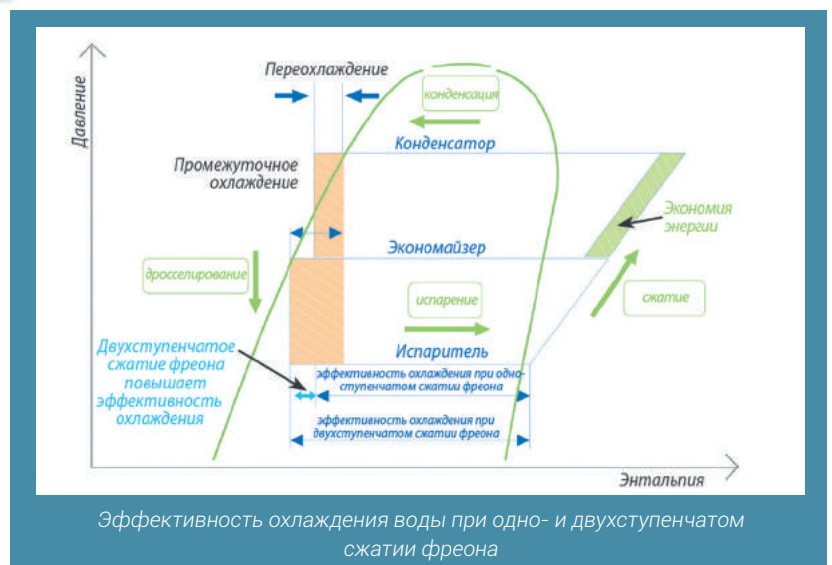 Давление
Переохлаждение
конденсация
Конденсатор
Промежуточное
охлаждение
Экономия
энергии
Экономайзер
дросселирование
испарение
сжатие
Двухступенчатое
сжатие фреона
повышает
эффективность
охлаждения
Испаритель
эффективность охлаждения при одно-
ступенчатом сжатии фреона
эффективность охлаждения при
двухступенчатом сжатии фреона
Энтальпия
Эффективность охлаждения воды при одно- и двухступенчатом
сжатии фреона